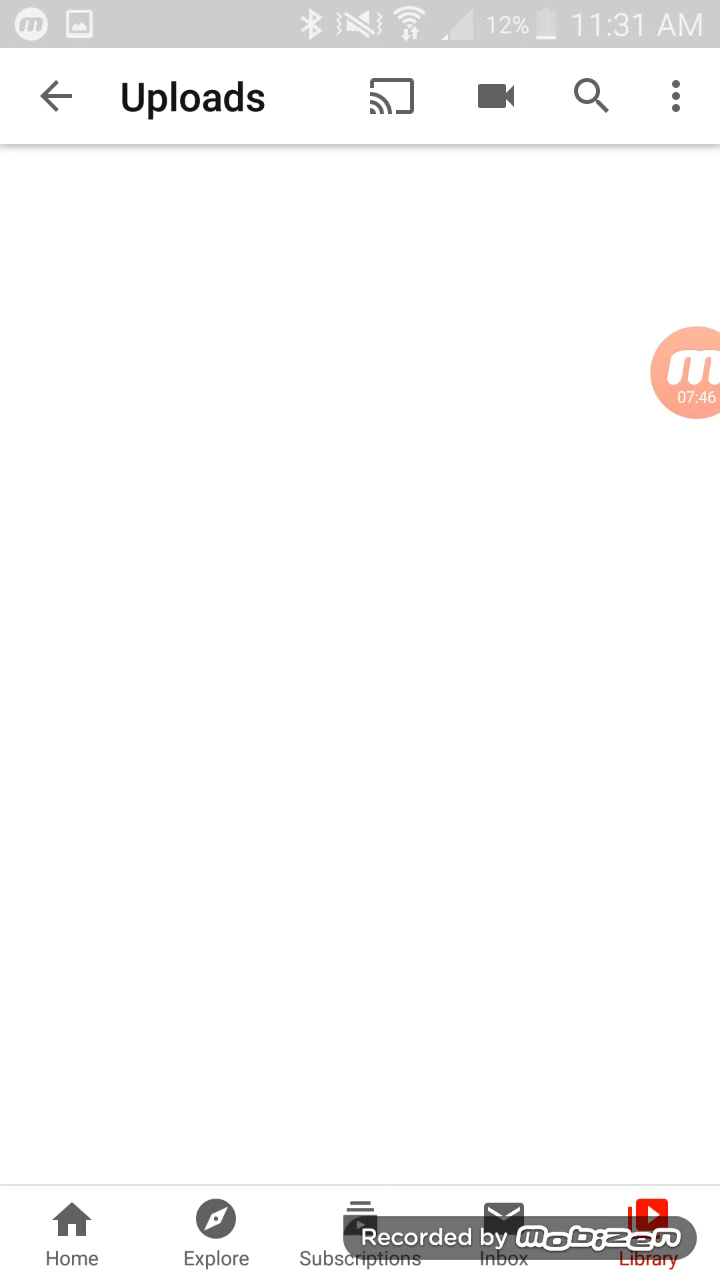 12% 11:31 AM
Uploads
07:46
Home Explore Subscriptions Inbox Library
Recorded by mobizen